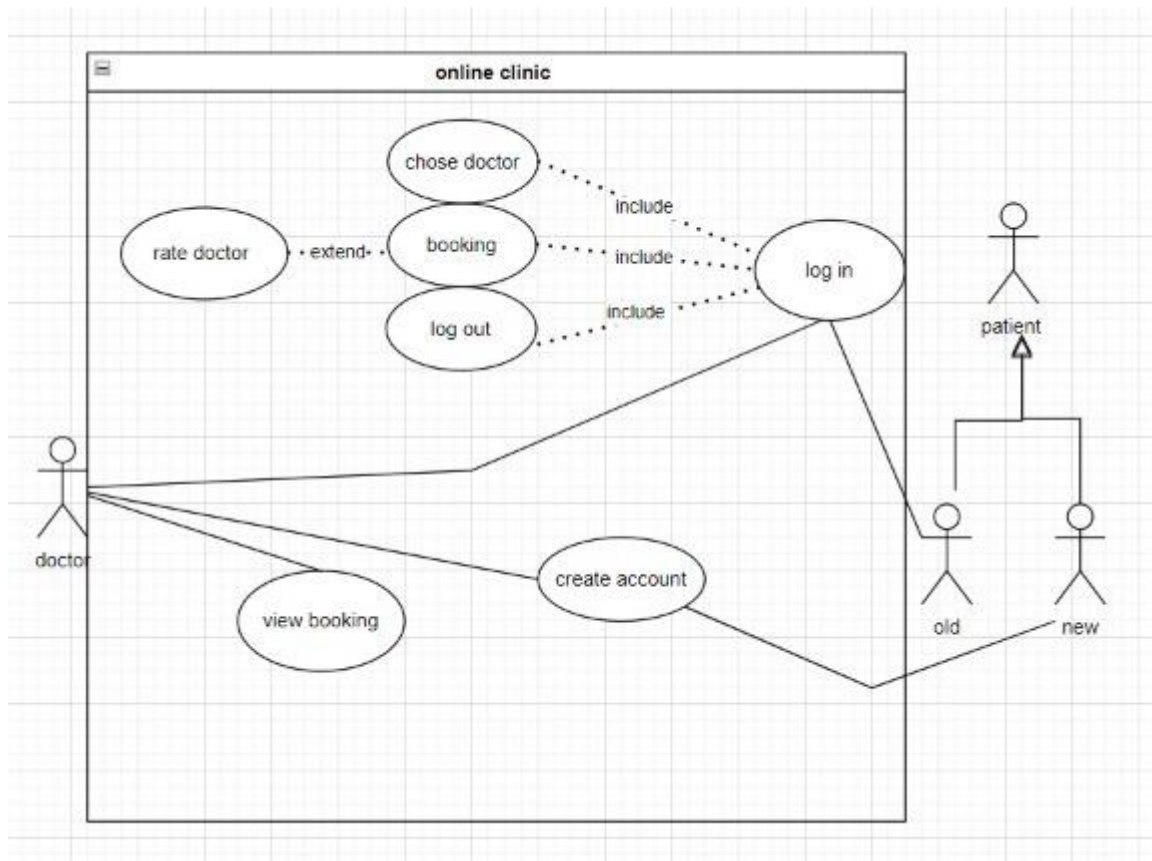 online clinic
chose doctor
include
rate doctor
extend
booking
include
log in
log out
include
patient
doctor
create account
view booking
old
new